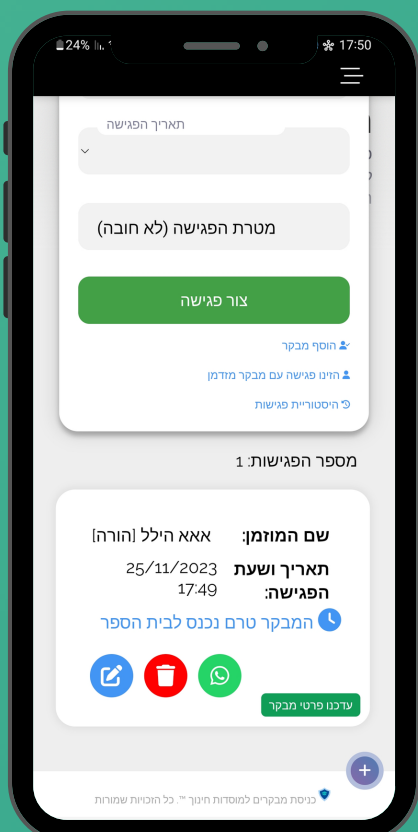 24%
17:50
תאריך הפגישה
מטרת הפגישה (לא חובה)
צור פגישה
הוסף מבקר
הזינו פגישה עם מבקר מזדמן
היסטוריית פגישות
מספר הפגישות: 1
שם המוזמן: אאא הילל [הורה]
תאריך ושעת הפגישה: 25/11/2023 17:49
המבקר טרם נכנס לבית הספר
עדכנו פרטי מבקר
כניסת מבקרים למוסדות חינוך ™. כל הזכויות שמורות